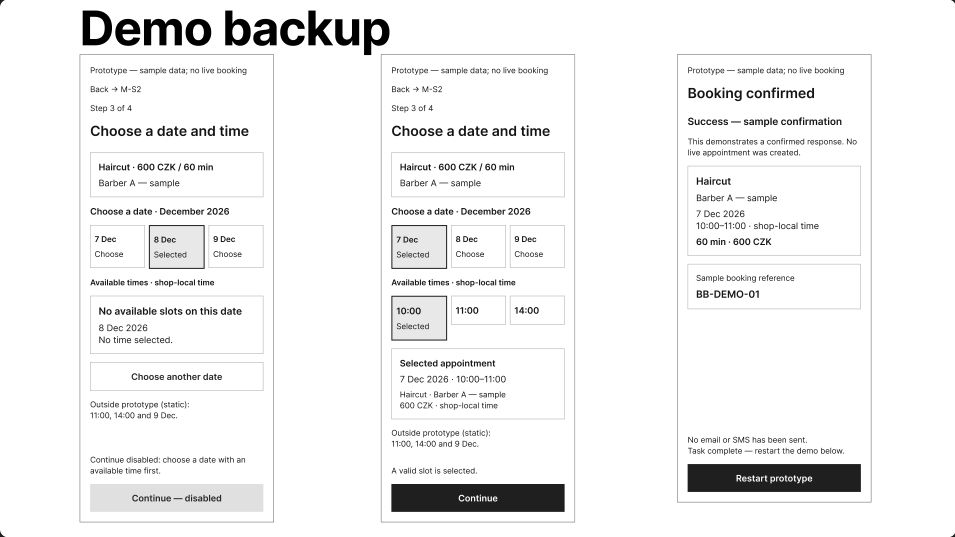 Demo backup
Prototype — sample data; no live booking
Back → M-S2
Step 3 of 4
Choose a date and time
Haircut · 600 CZK / 60 min
Barber A — sample
Choose a date · December 2026
7 Dec
Choose
8 Dec
Selected
9 Dec
Choose
Available times · shop-local time
No available slots on this date
8 Dec 2026
No time selected.
Choose another date
Outside prototype (static):
11:00, 14:00 and 9 Dec.
Continue disabled: choose a date with an
available time first.
Continue — disabled
Prototype — sample data; no live booking
Back → M-S2
Step 3 of 4
Choose a date and time
Haircut · 600 CZK / 60 min
Barber A — sample
Choose a date · December 2026
7 Dec
Selected
8 Dec
Choose
9 Dec
Choose
Available times · shop-local time
10:00
Selected
11:00
14:00
Selected appointment
7 Dec 2026 · 10:00–11:00
Haircut · Barber A — sample
600 CZK · shop-local time
Outside prototype (static):
11:00, 14:00 and 9 Dec.
A valid slot is selected.
Continue
Prototype — sample data; no live booking
Booking confirmed
Success — sample confirmation
This demonstrates a confirmed response. No
live appointment was created.
Haircut
Barber A — sample
7 Dec 2026
10:00–11:00 · shop-local time
60 min · 600 CZK
Sample booking reference
BB-DEMO-01
No email or SMS has been sent.
Task complete — restart the demo below.
Restart prototype